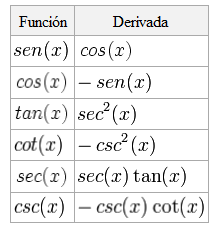 Función Derivada
sen(x) cos(x)
cos(x) − sen(x)
tan(x) sec²(x)
cot(x) − csc²(x)
sec(x) sec(x) tan(x)
csc(x) − csc(x) cot(x)